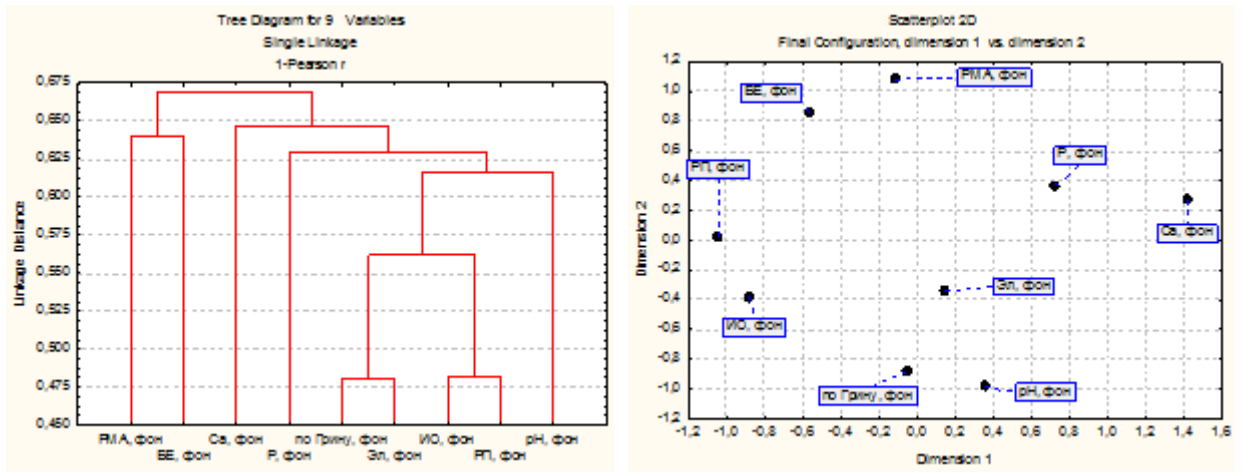 Tree Diagram for 9 Variables
Single Linkage
1-Pearson r
0,675
0,650
0,625
0,600
0,575
0,550
0,525
0,500
0,475
0,450
Linkage Distance
РМА, фон
Са, фон
по Грину, фон
ИО, фон
рН, фон
БЕ, фон
Р, фон
Эл, фон
РП, фон
Scatterplot 2D
Final Configuration, dimension 1 vs. dimension 2
1,2
1,0
0,8
0,6
0,4
0,2
0,0
-0,2
-0,4
-0,6
-0,8
-1,0
-1,2
Dimension 2
РМА, фон
БЕ, фон
Р, фон
РП, фон
Са, фон
Эл, фон
ИО, фон
по Грину, фон
рН, фон
-1,2 -1,0 -0,8 -0,6 -0,4 -0,2 0,0 0,2 0,4 0,6 0,8 1,0 1,2 1,4 1,6
Dimension 1